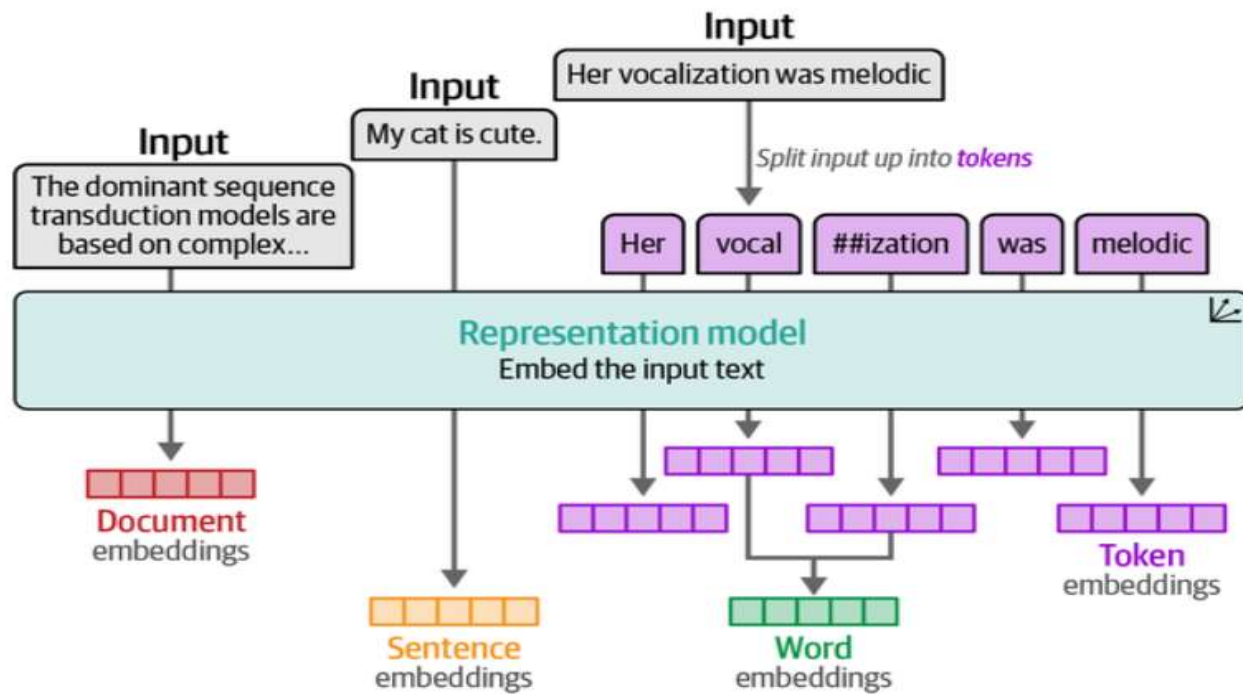 Input
The dominant sequence
transduction models are
based on complex...
Input
My cat is cute.
Input
Her vocalization was melodic
Split input up into tokens
Her
vocal
##ization
was
melodic
Representation model
Embed the input text
Document
embeddings
Sentence
embeddings
Word
embeddings
Token
embeddings